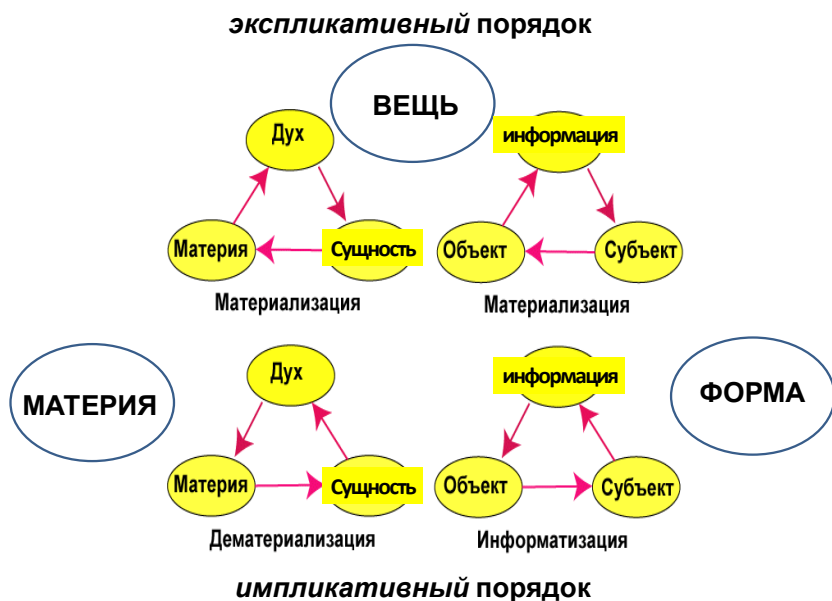 экспликативный порядок
ВЕЩЬ
Дух
информация
Материя
Сущность
Объект
Субъект
Материализация
Материализация
Дух
информация
МАТЕРИЯ
ФОРМА
Материя
Сущность
Объект
Субъект
Дематериализация
Информатизация
импликативный порядок